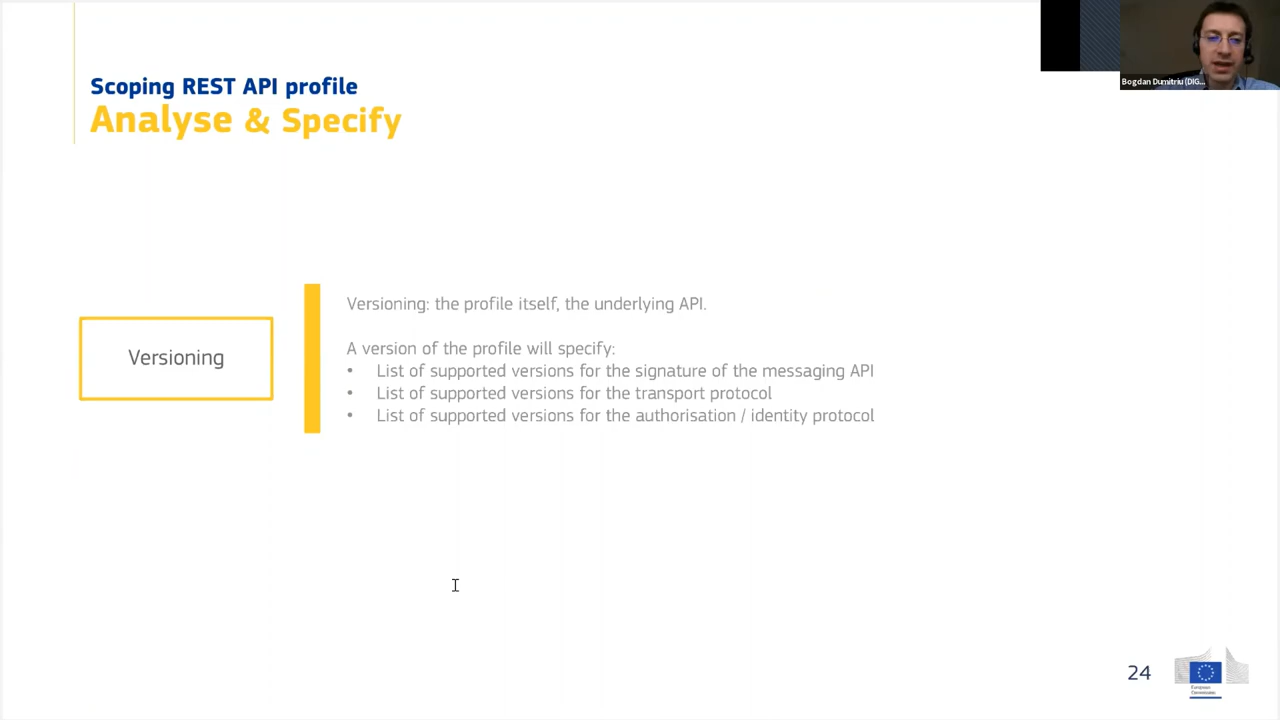 Scoping REST API profile
Analyse & Specify
Bogdan Dumitriu (DIG...
Versioning
Versioning: the profile itself, the underlying API.
A version of the profile will specify:
• List of supported versions for the signature of the messaging API
• List of supported versions for the transport protocol
• List of supported versions for the authorisation / identity protocol
24
European
Commission